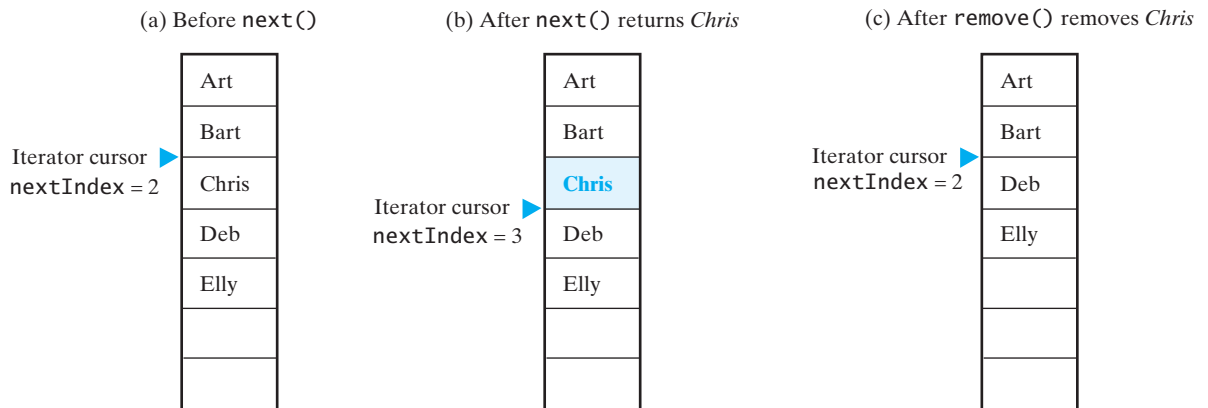 (a) Before next()
Iterator cursor
nextIndex = 2
Art
Bart
Chris
Deb
Elly
(b) After next() returns Chris
Iterator cursor
nextIndex = 3
Art
Bart
Chris
Deb
Elly
(c) After remove() removes Chris
Iterator cursor
nextIndex = 2
Art
Bart
Deb
Elly